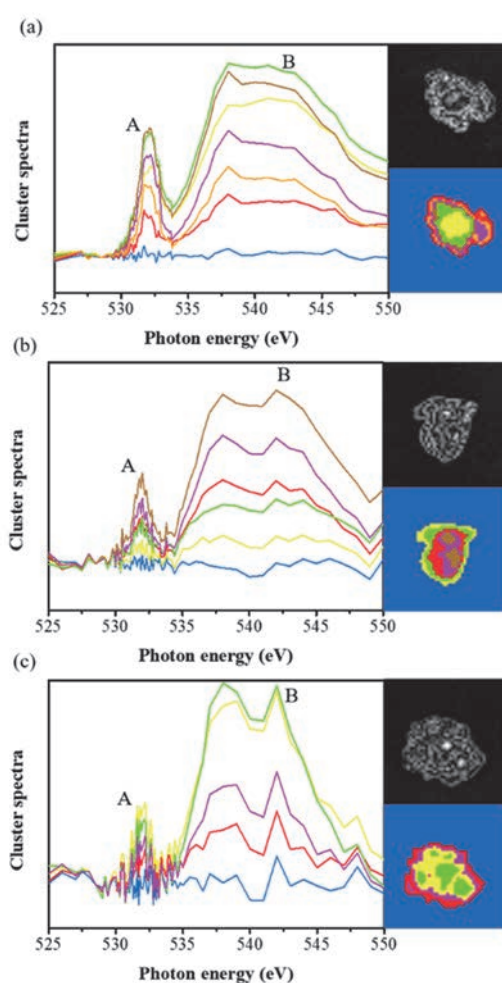 (a)
B
A
Cluster spectra
525 530 535 540 545 550
Photon energy (eV)
(b)
B
A
Cluster spectra
525 530 535 540 545 550
Photon energy (eV)
(c)
B
A
Cluster spectra
525 530 535 540 545 550
Photon energy (eV)